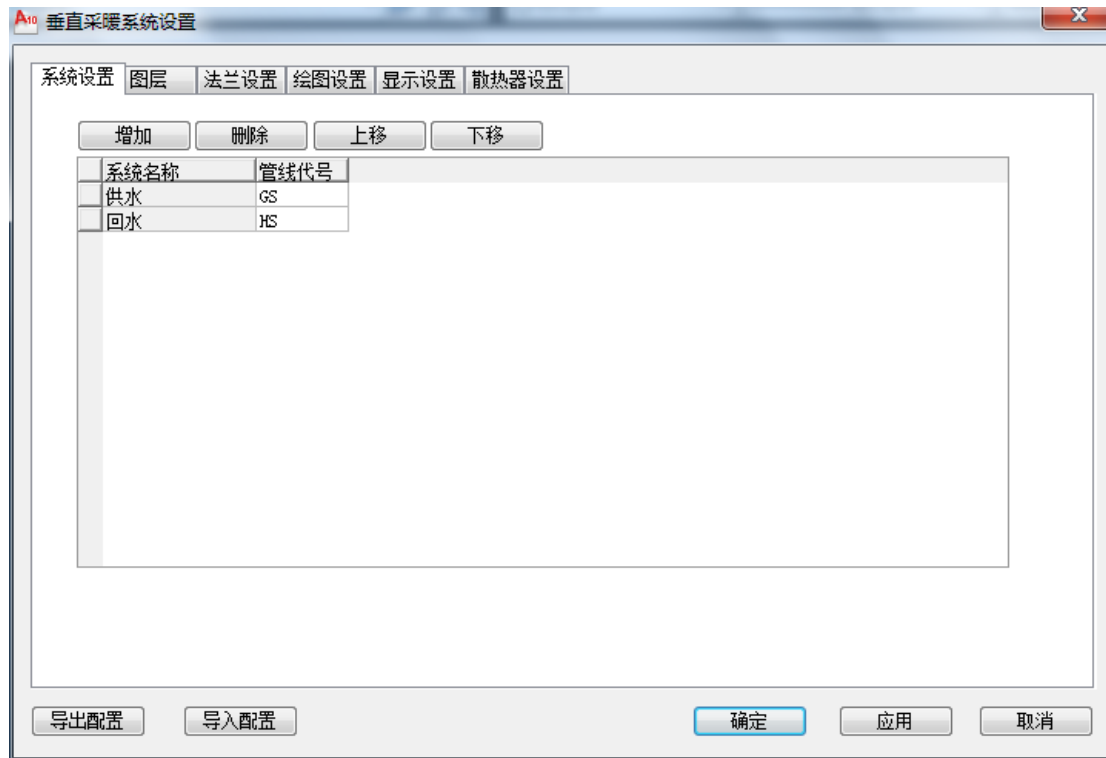 A10 垂直采暖系统设置 X
系统设置 图层 法兰设置 绘图设置 显示设置 散热器设置
增加 删除 上移 下移
系统名称 管线代号
供水 GS
回水 HS
导出配置 导入配置 确定 应用 取消